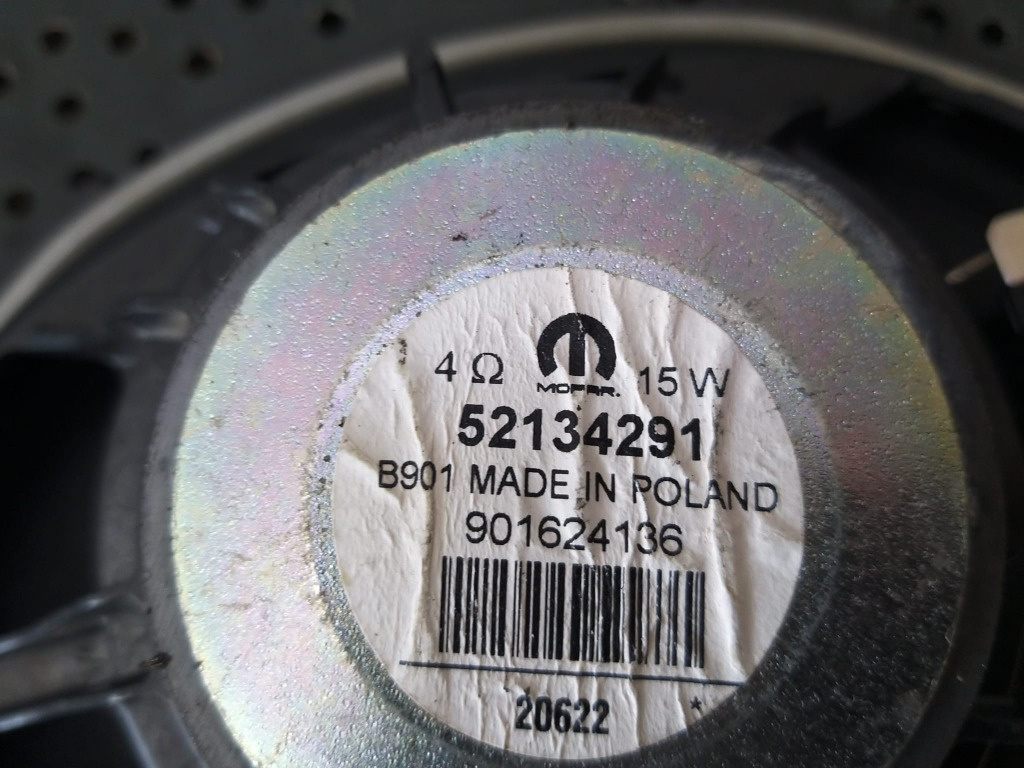 4 Ω 15 W
MOPAR.
52134291
B901 MADE IN POLAND
901624136
20622 *